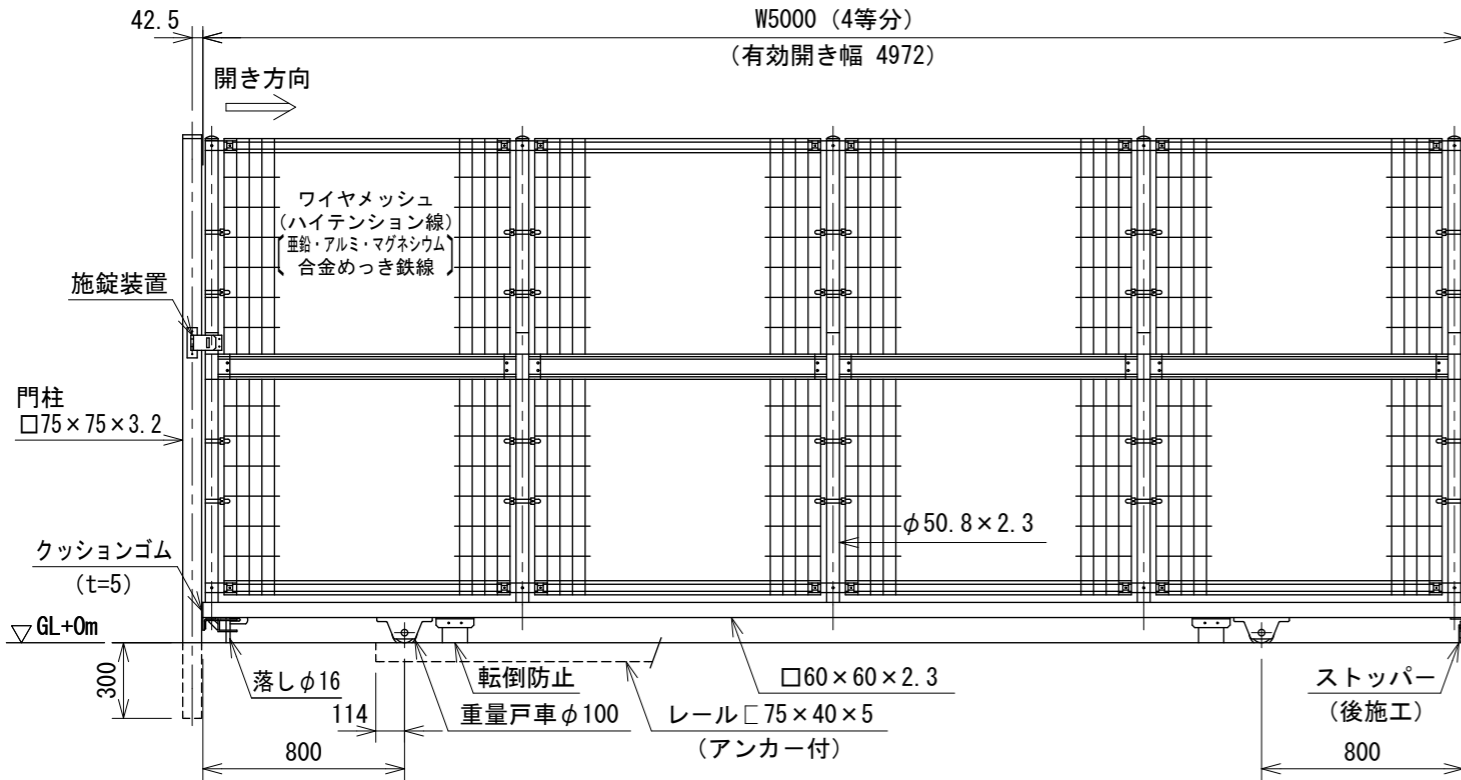 42.5
W5000 (4等分)
(有効開き幅 4972)
開き方向
ワイヤメッシュ
(ハイテンション線)
亜鉛・アルミ・マグネシウム
合金めっき鉄線
施錠装置
門柱
□75×75×3.2
φ50.8×2.3
クッションゴム
(t=5)
▽GL+0m
300
落しφ16
転倒防止
□60×60×2.3
ストッパー
(後施工)
114
重量戸車φ100
レール⊏75×40×5
(アンカー付)
800
800